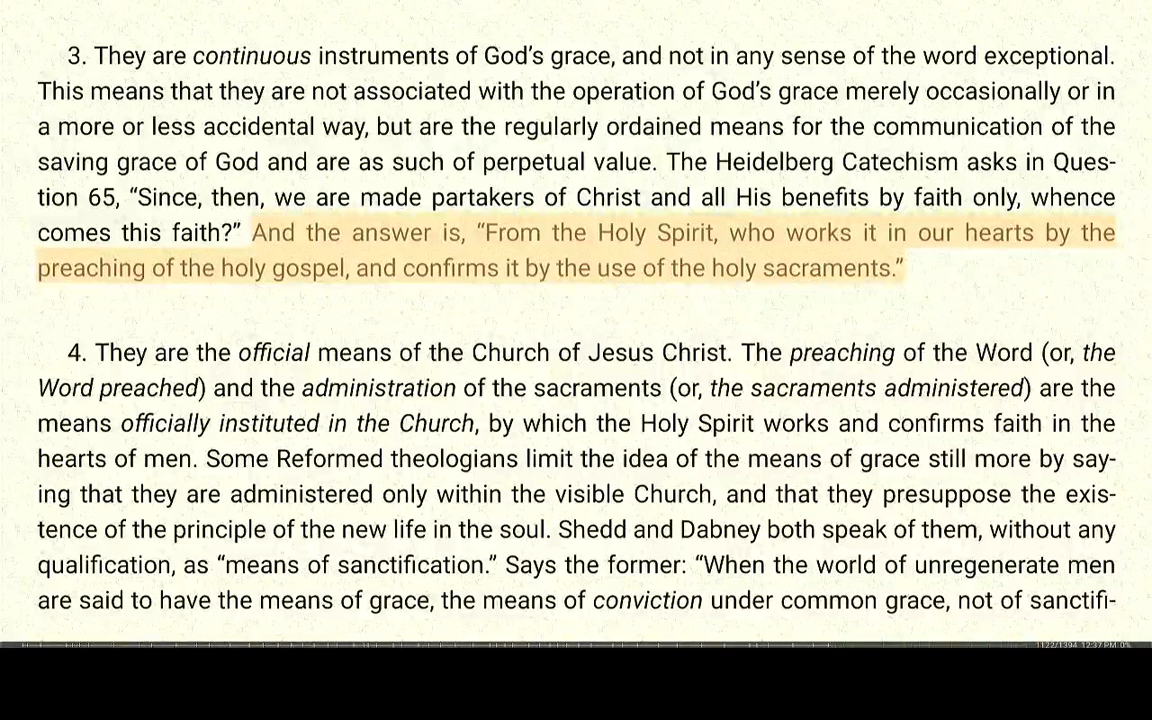 3. They are continuous instruments of God's grace, and not in any sense of the word exceptional.
This means that they are not associated with the operation of God's grace merely occasionally or in
a more or less accidental way, but are the regularly ordained means for the communication of the
saving grace of God and are as such of perpetual value. The Heidelberg Catechism asks in Ques-
tion 65, “Since, then, we are made partakers of Christ and all His benefits by faith only, whence
comes this faith?” And the answer is, “From the Holy Spirit, who works it in our hearts by the
preaching of the holy gospel, and confirms it by the use of the holy sacraments.”
4. They are the official means of the Church of Jesus Christ. The preaching of the Word (or, the
Word preached) and the administration of the sacraments (or, the sacraments administered) are the
means officially instituted in the Church, by which the Holy Spirit works and confirms faith in the
hearts of men. Some Reformed theologians limit the idea of the means of grace still more by say-
ing that they are administered only within the visible Church, and that they presuppose the exis-
tence of the principle of the new life in the soul. Shedd and Dabney both speak of them, without any
qualification, as “means of sanctification.” Says the former: “When the world of unregenerate men
are said to have the means of grace, the means of conviction under common grace, not of sanctifi-
1122/1394 12:37 PM 0%